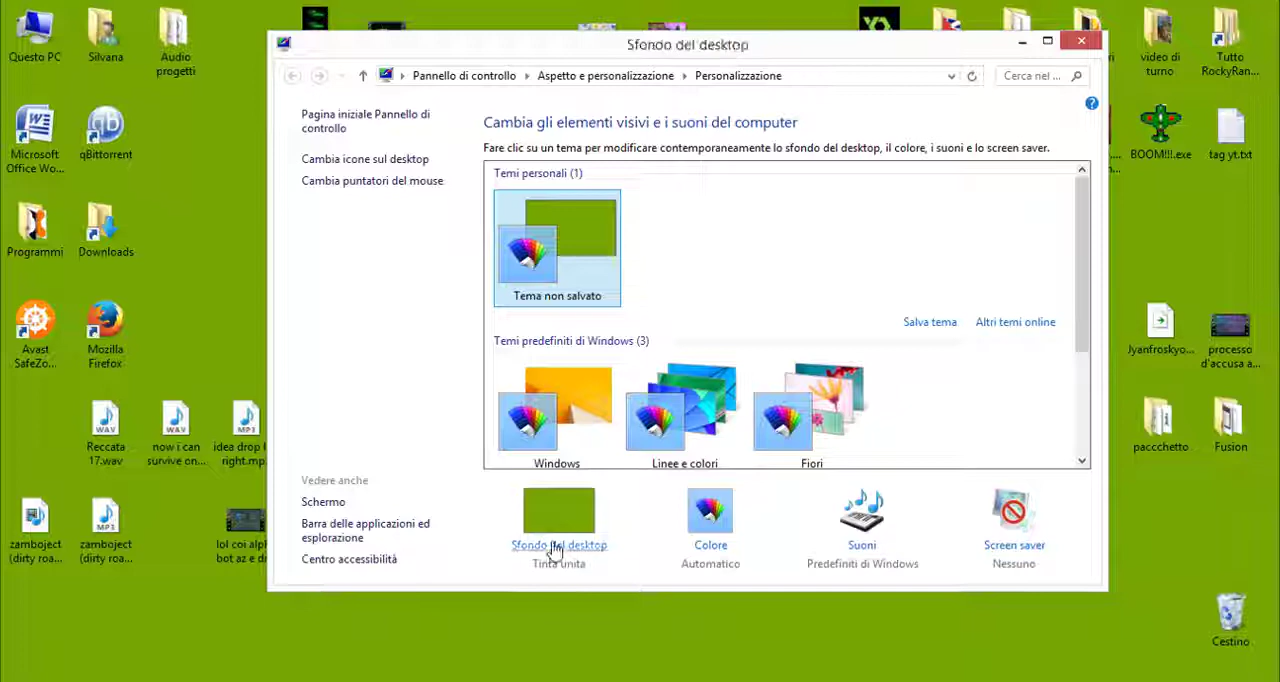 Questo PC
Silvana
Audio
progetti
Microsoft
Office Wo...
qBittorrent
Programmi
Downloads
Avast
SafeZo...
Mozilla
Firefox
Reccata
17.wav
now i can
survive on...
idea drop l
right.mp
zamboject
(dirty roa...
zamboject
(dirty roa...
lol coi alpl
bot az e d
Sfondo del desktop
Pannello di controllo
Aspetto e personalizzazione
Personalizzazione
Cerca nel ...
Pagina iniziale Pannello di
controllo
Cambia icone sul desktop
Cambia puntatori del mouse
Vedere anche
Schermo
Barra delle applicazioni ed
esplorazione
Centro accessibilità
Cambia gli elementi visivi e i suoni del computer
Fare clic su un tema per modificare contemporaneamente lo sfondo del desktop, il colore, i suoni e lo screen saver.
Temi personali (1)
Tema non salvato
Salva tema
Altri temi online
Temi predefiniti di Windows (3)
Windows
Linee e colori
Fiori
Sfondo del desktop
Tinta unita
Colore
Automatico
Suoni
Predefiniti di Windows
Screen saver
Nessuno
video di
turno
Tutto
RockyRan...
BOOM!!!.exe
tag yt.txt
Jyanfroskyo...
processo
d'accusa a...
paccchetto
Fusion
Cestino